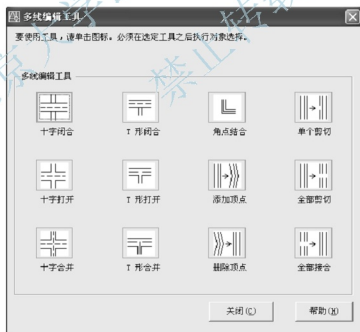 多线编辑工具
要使用工具，请单击图标。必须在选定工具之后执行对象选择。
多线编辑工具
十字闭合 T 形闭合 角点结合 单个剪切
十字打开 T 形打开 添加顶点 全部剪切
十字合并 T 形合并 删除顶点 全部接合
关闭(C) 帮助(H)
禁止转